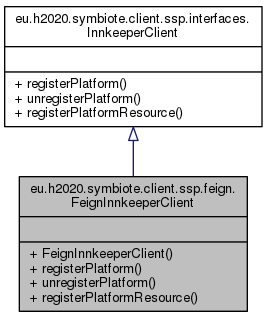 eu.h2020.symbiote.client.ssp.interfaces.
InnkeeperClient
+ registerPlatform()
+ unregisterPlatform()
+ registerPlatformResource()
eu.h2020.symbiote.client.ssp.feign.
FeignInnkeeperClient
+ FeignInnkeeperClient()
+ registerPlatform()
+ unregisterPlatform()
+ registerPlatformResource()